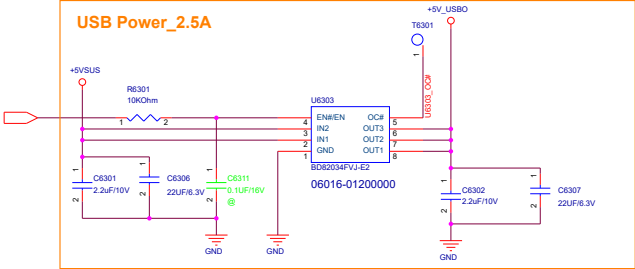 USB Power_2.5A
+5V_USBO
T6301
1
+5VSUS
R6301
10KOhm
1
2
U6303_OC#
U6303
EN#/EN
OC#
4
5
IN2
OUT3
3
6
IN1
OUT2
2
7
GND
OUT1
1
8
BD82034FVJ-E2
06016-01200000
1
C6301
2.2uF/10V
2
1
C6306
22UF/6.3V
2
1
C6311
0.1UF/16V
2
@
1
C6302
2.2uF/10V
2
1
C6307
22UF/6.3V
2
GND
GND
GND